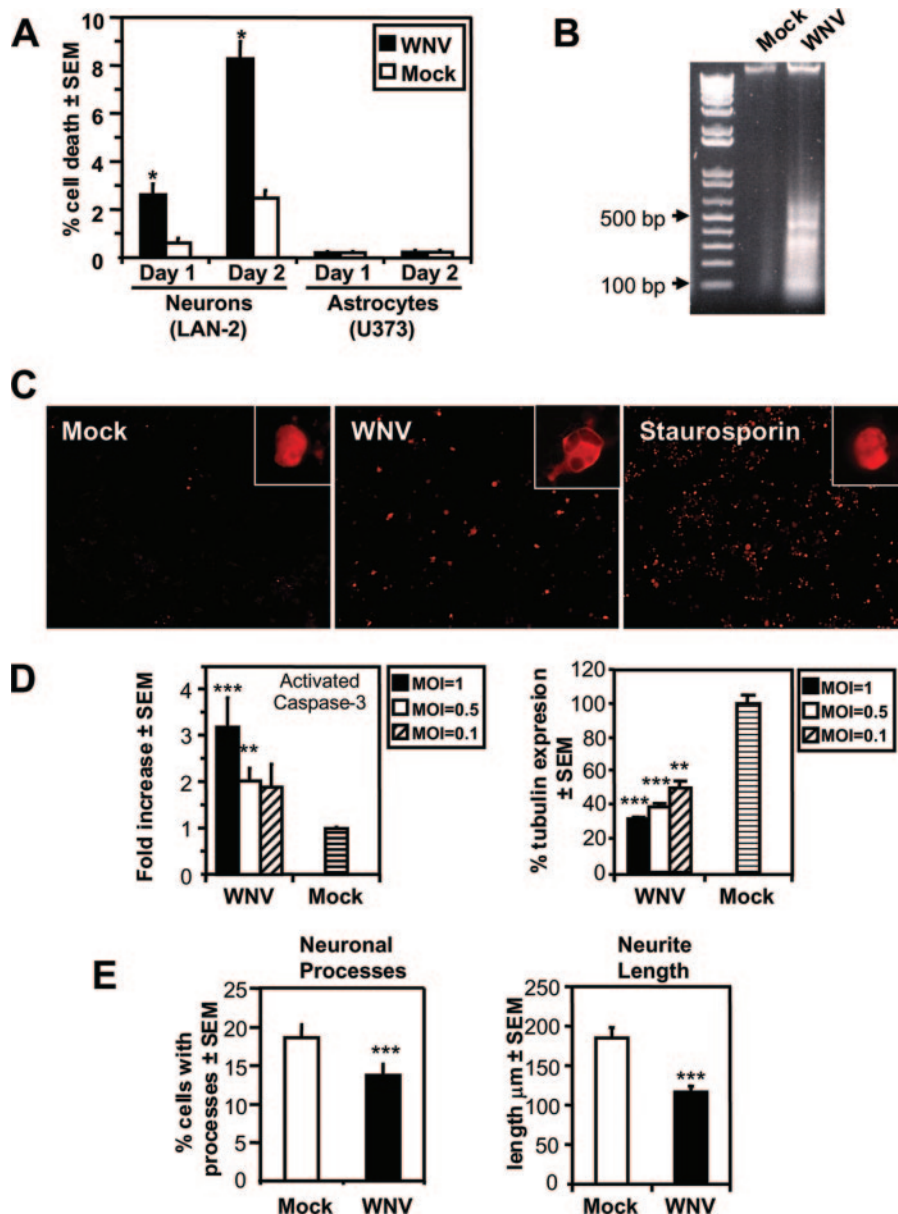 A
% cell death ± SEM
10
8
6
4
2
0
*
*
WNV
Mock
Day 1 Day 2 Day 1 Day 2
Neurons Astrocytes
(LAN-2) (U373)
B
Mock
WNV
500 bp
100 bp
C
Mock
WNV
Staurosporin
D
Fold increase ± SEM
4
3
2
1
0
***
**
Activated
Caspase-3
MOI=1
MOI=0.5
MOI=0.1
WNV Mock
% tubulin expresion
± SEM
120
100
80
60
40
20
0
***
***
**
MOI=1
MOI=0.5
MOI=0.1
WNV Mock
E
Neuronal
Processes
% cells with
processes ± SEM
25
20
15
10
5
0
***
Mock WNV
Neurite
Length
length µm ± SEM
250
200
150
100
50
0
***
Mock WNV